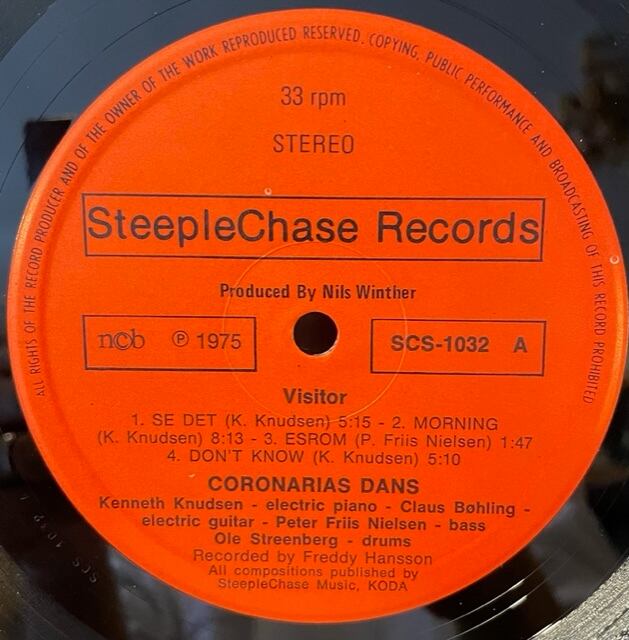 ALL RIGHTS OF THE RECORD PRODUCER AND OF THE OWNER OF THE WORK REPRODUCED RESERVED. COPYING, PUBLIC PERFORMANCE AND BROADCASTING OF THIS RECORD PROHIBITED
33 rpm
STEREO
SteepleChase Records
Produced By Nils Winther
n©b ℗ 1975
SCS-1032 A
Visitor
1. SE DET (K. Knudsen) 5:15 - 2. MORNING
(K. Knudsen) 8:13 - 3. ESROM (P. Friis Nielsen) 1:47
4. DON'T KNOW (K. Knudsen) 5:10
CORONARIAS DANS
Kenneth Knudsen - electric piano - Claus Bøhling -
electric guitar - Peter Friis Nielsen - bass
Ole Streenberg - drums
Recorded by Freddy Hansson
All compositions published by
SteepleChase Music, KODA